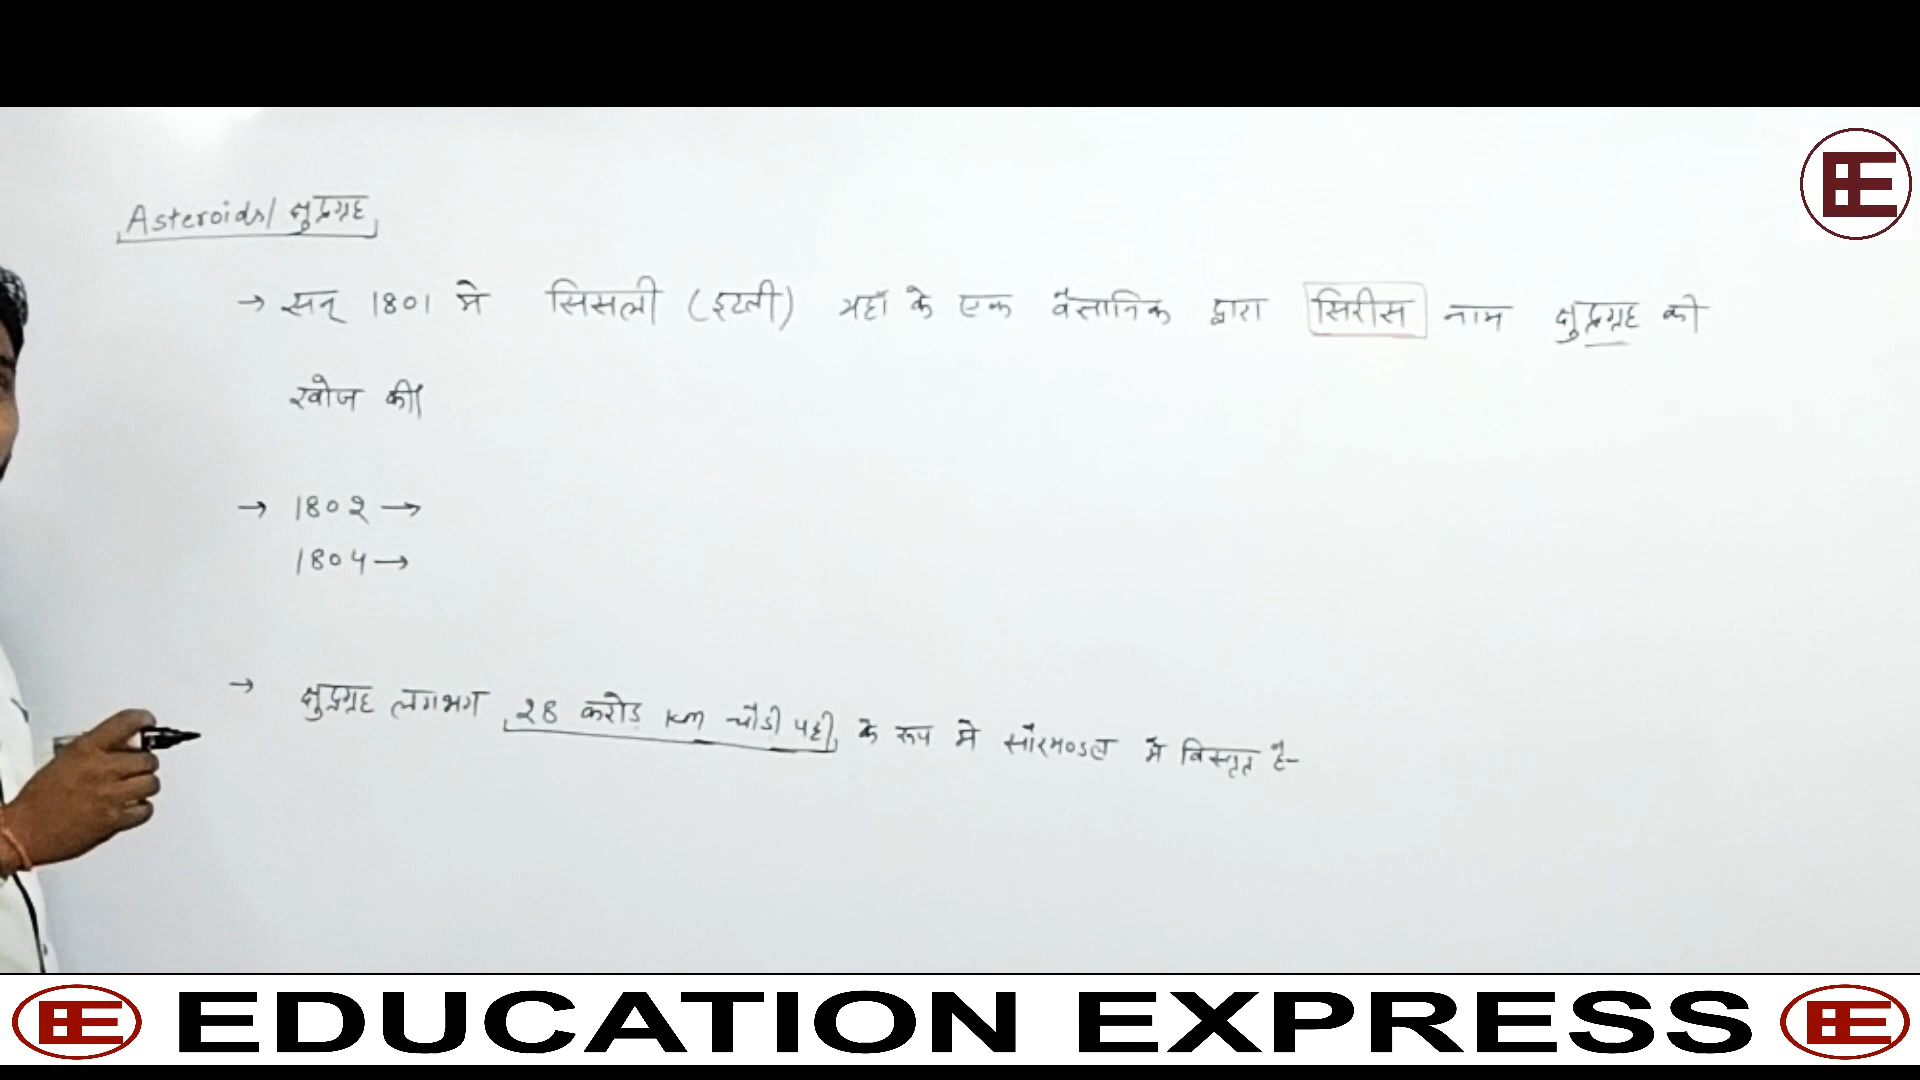 Asteroids/ क्षुद्रग्रह
→ सन् 1801 मे सिसली (इटली) यहाँ के एक वैज्ञानिक द्वारा सिरीस नाम क्षुद्रग्रह की
खोज की।
→ 1802 →
1804 →
→ क्षुद्रग्रह लगभग 28 करोड़ km चौडी पट्टी के रूप मे सौरमण्डल मे विस्तृत है-
EDUCATION EXPRESS